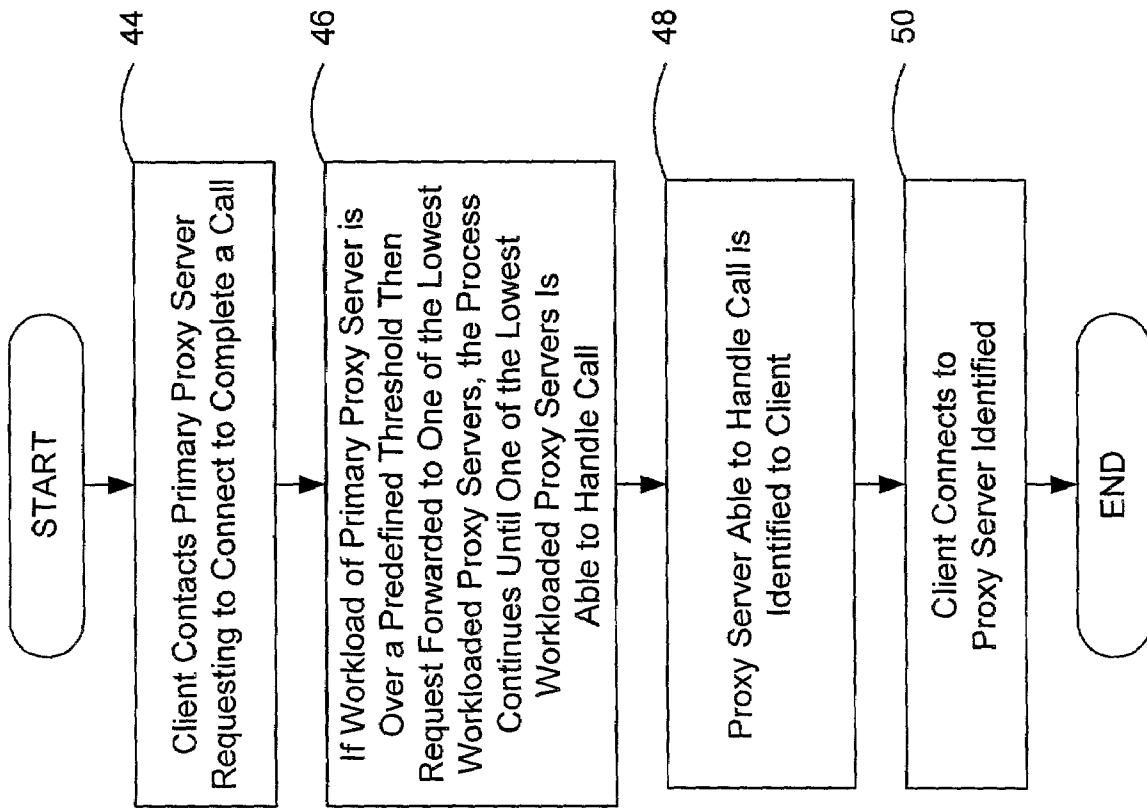 START
44
Client Contacts Primary Proxy Server
Requesting to Connect to Complete a Call
46
If Workload of Primary Proxy Server is
Over a Predefined Threshold Then
Request Forwarded to One of the Lowest
Workloaded Proxy Servers, the Process
Continues Until One of the Lowest
Workloaded Proxy Servers Is
Able to Handle Call
48
Proxy Server Able to Handle Call is
Identified to Client
50
Client Connects to
Proxy Server Identified
END